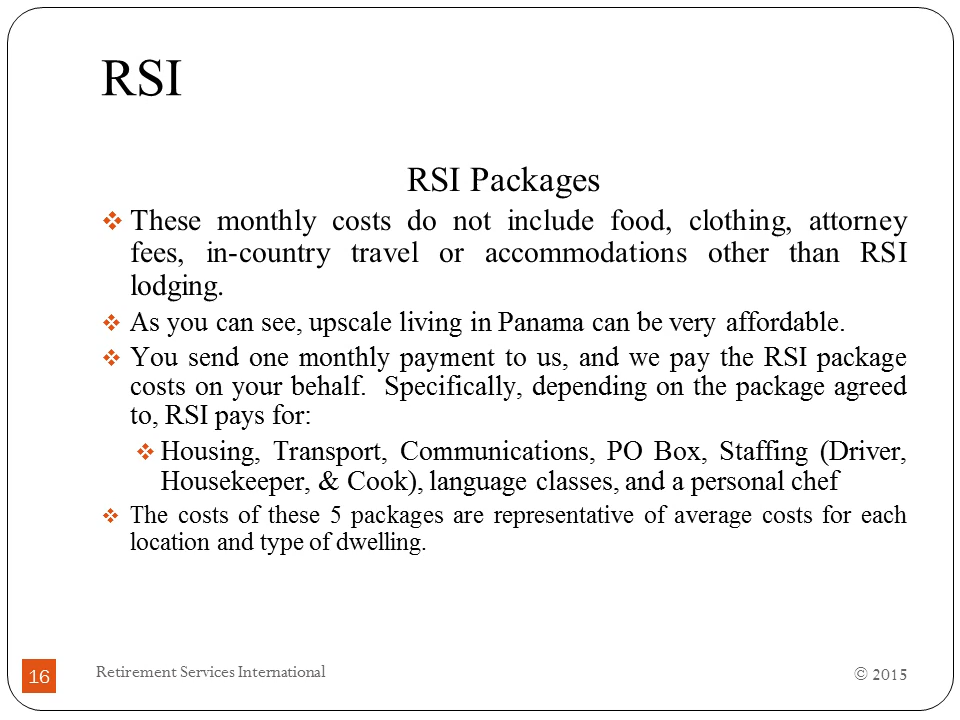 RSI
RSI Packages
These monthly costs do not include food, clothing, attorney
fees, in-country travel or accommodations other than RSI
lodging.
As you can see, upscale living in Panama can be very affordable.
You send one monthly payment to us, and we pay the RSI package
costs on your behalf.  Specifically, depending on the package agreed
to, RSI pays for:
Housing, Transport, Communications, PO Box, Staffing (Driver,
Housekeeper, & Cook), language classes, and a personal chef
The costs of these 5 packages are representative of average costs for each
location and type of dwelling.
16
Retirement Services International
© 2015